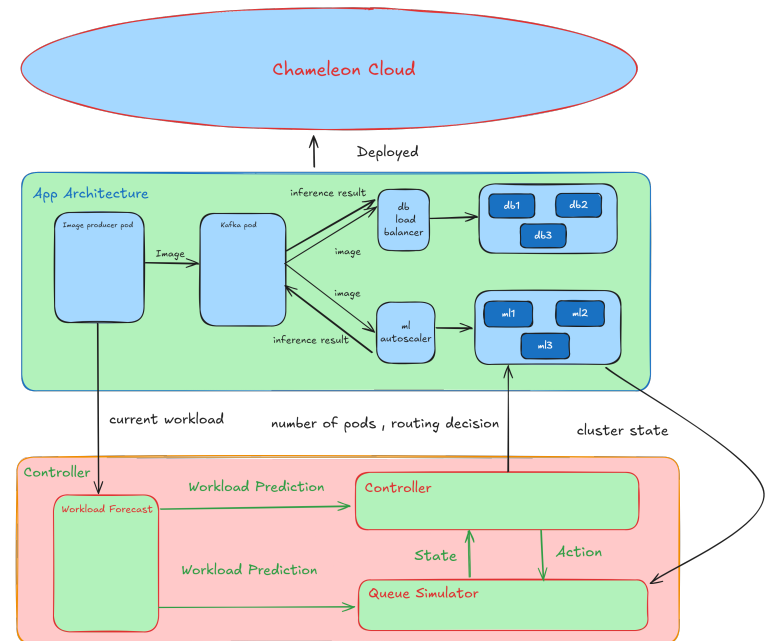 Chameleon Cloud
Deployed
App Architecture
Image producer pod
Image
Kafka pod
inference result
image
db
load
balancer
db1
db2
db3
image
inference result
ml
autoscaler
ml1
ml2
ml3
current workload
number of pods , routing decision
cluster state
Controller
Workload Forecast
Workload Prediction
Controller
State
Action
Workload Prediction
Queue Simulator